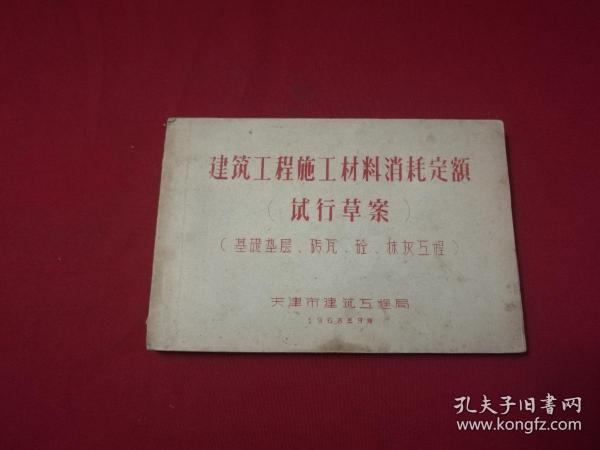 建筑工程施工材料消耗定额
（试行草案）
（基礎垫层、砖瓦、砼、抹灰工程）
天津市建筑工程局
孔夫子旧书网
www.kongfz.com